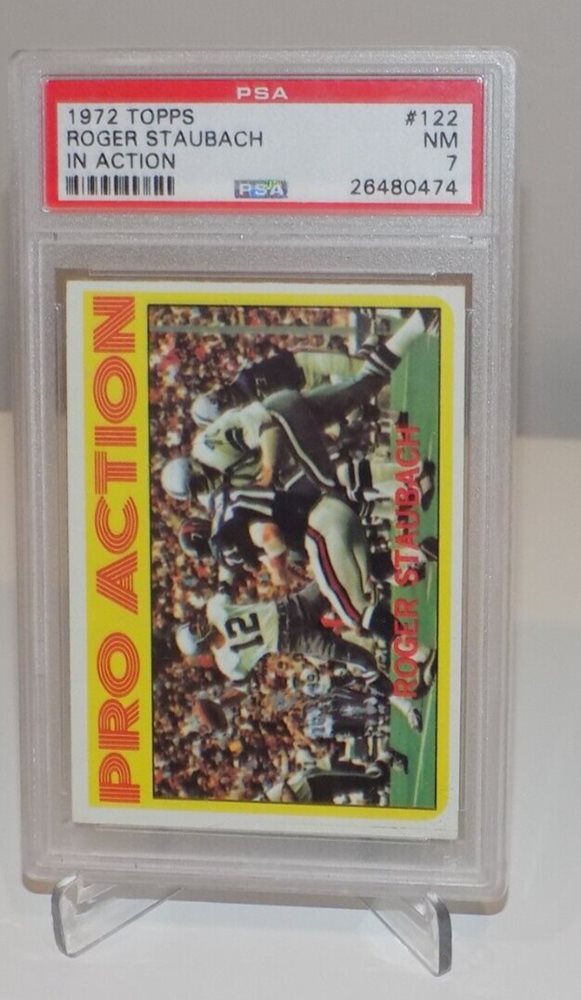 PSA
1972 TOPPS #122
ROGER STAUBACH NM
IN ACTION 7
PSA 26480474
PRO ACTION
12
ROGER STAUBACH